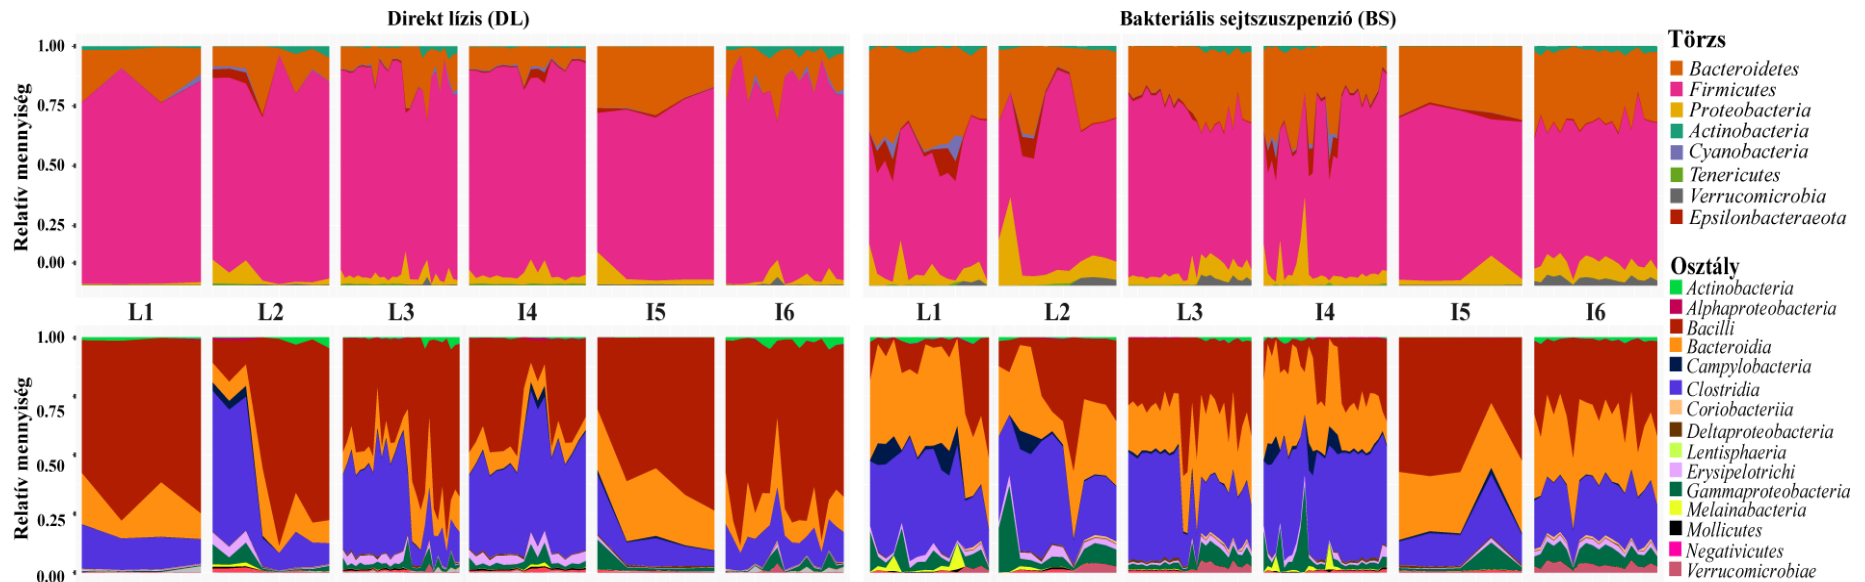 Direkt lízis (DL)
Bakteriális sejtszuszpenzió (BS)
Relatív mennyiség
1.00
0.75
0.50
0.25
0.00
L1 L2 L3 I4 I5 I6
L1 L2 L3 I4 I5 I6
Relatív mennyiség
1.00
0.75
0.50
0.25
0.00
Törzs
Bacteroidetes
Firmicutes
Proteobacteria
Actinobacteria
Cyanobacteria
Tenericutes
Verrucomicrobia
Epsilonbacteraeota
Osztály
Actinobacteria
Alphaproteobacteria
Bacilli
Bacteroidia
Campylobacteria
Clostridia
Coriobacteriia
Deltaproteobacteria
Lentisphaeria
Erysipelotrichi
Gammaproteobacteria
Melainabacteria
Mollicutes
Negativicutes
Verrucomicrobiae